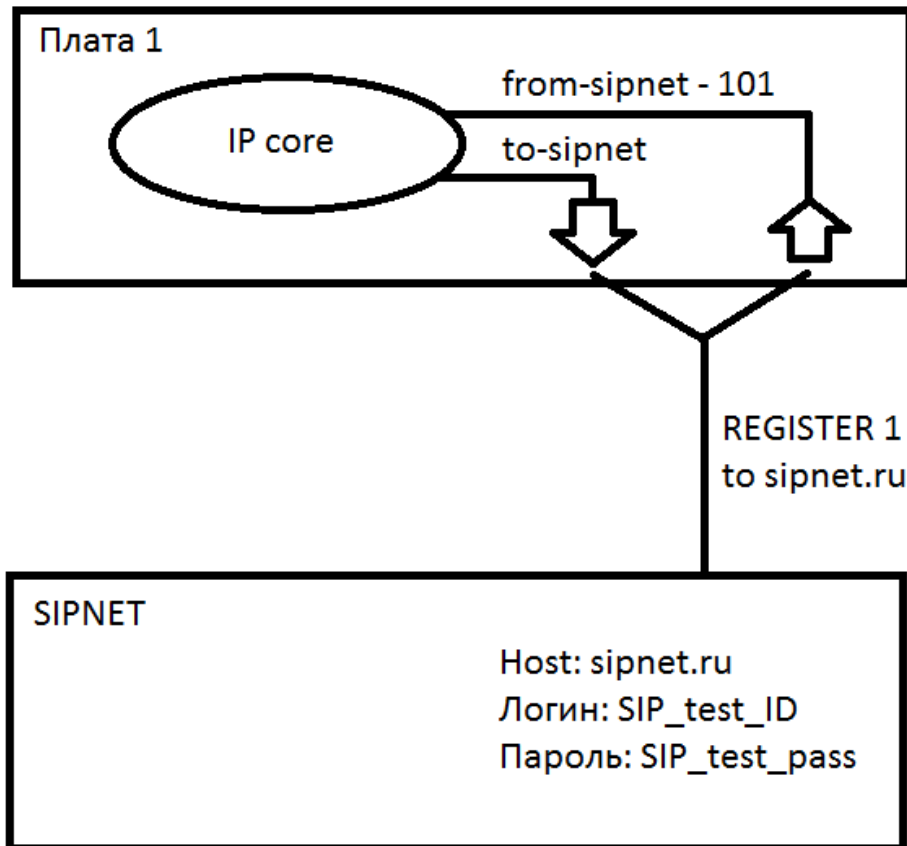 Плата 1
from-sipnet - 101
IP core
to-sipnet
REGISTER 1
to sipnet.ru
SIPNET
Host: sipnet.ru
Логин: SIP_test_ID
Пароль: SIP_test_pass